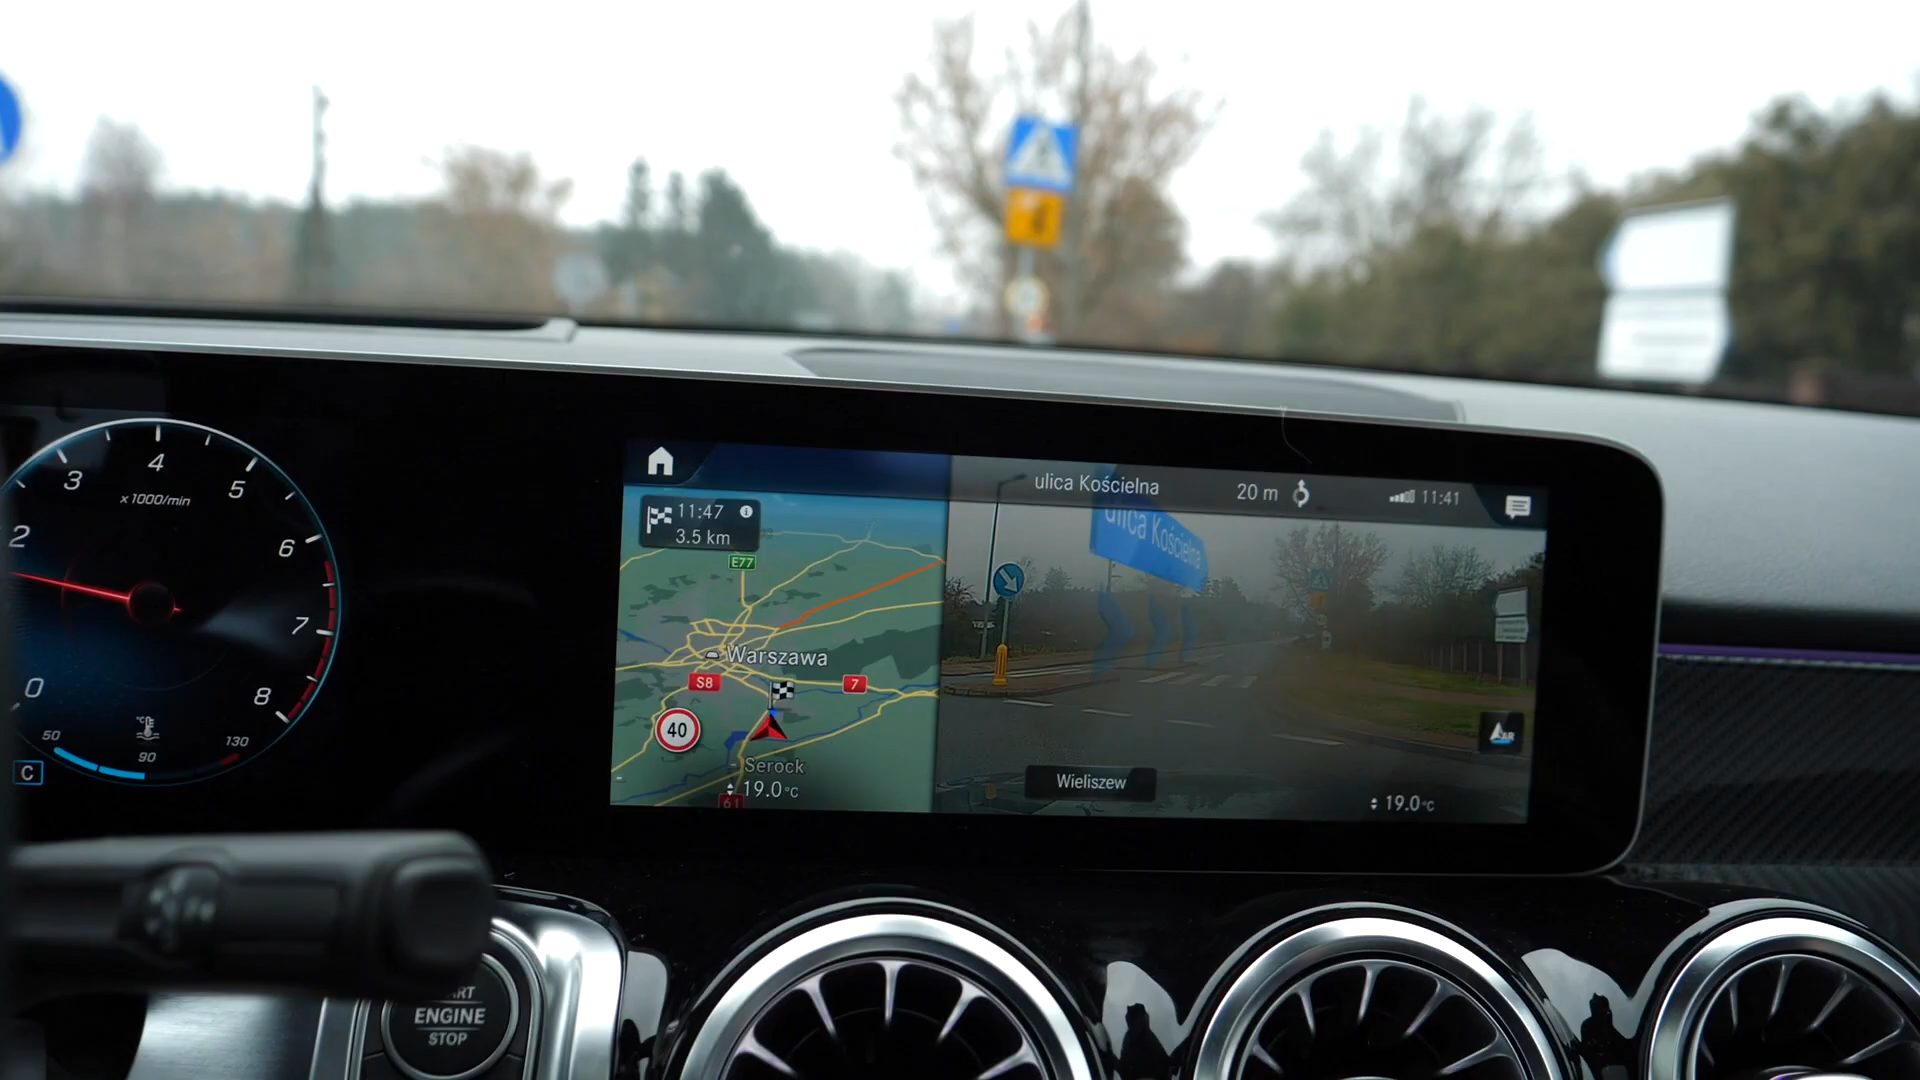 ulica Kościelna
20 m
11:41
11:47
3.5 km
E77
ulica Kościelna
Warszawa
S8
7
40
Serock
19.0°C
61
AR
Wieliszew
19.0°C
2
3
4
5
6
7
8
0
x1000/min
50
90
130
°C
C
ENGINE
STOP